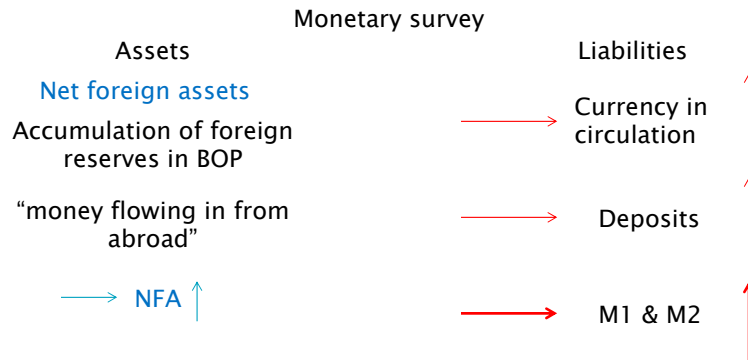 Monetary survey
Assets
Liabilities
Net foreign assets
Accumulation of foreign
reserves in BOP
Currency in
circulation
“money flowing in from
abroad”
Deposits
NFA
M1 & M2